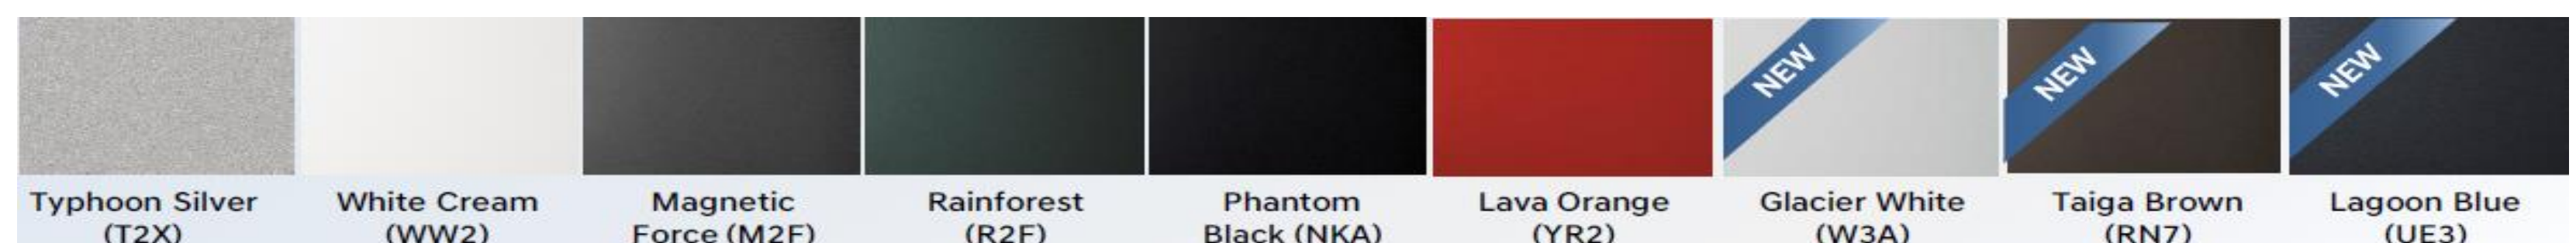 NEW
NEW
NEW
Typhoon Silver
(T2X)
White Cream
(WW2)
Magnetic
Force (M2F)
Rainforest
(R2F)
Phantom
Black (NKA)
Lava Orange
(YR2)
Glacier White
(W3A)
Taiga Brown
(RN7)
Lagoon Blue
(UE3)